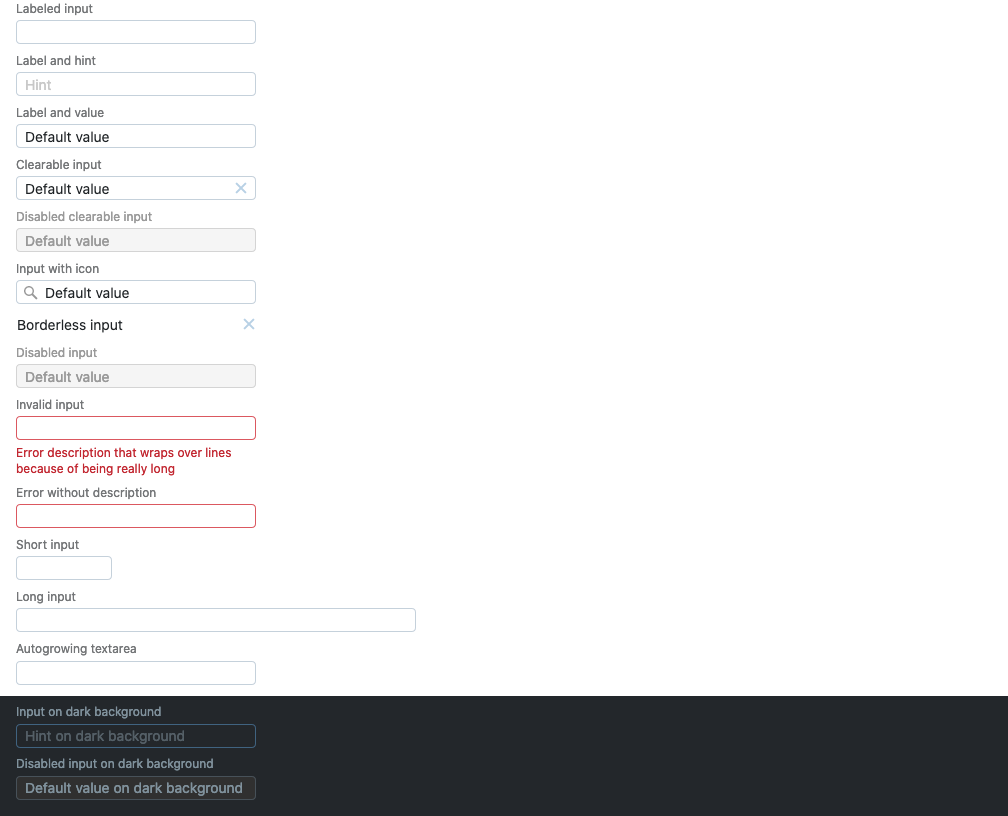 Labeled input
Label and hint
Hint
Label and value
Default value
Clearable input
Default value
Disabled clearable input
Default value
Input with icon
Default value
Borderless input
Disabled input
Default value
Invalid input
Error description that wraps over lines
because of being really long
Error without description
Short input
Long input
Autogrowing textarea
Input on dark background
Hint on dark background
Disabled input on dark background
Default value on dark background